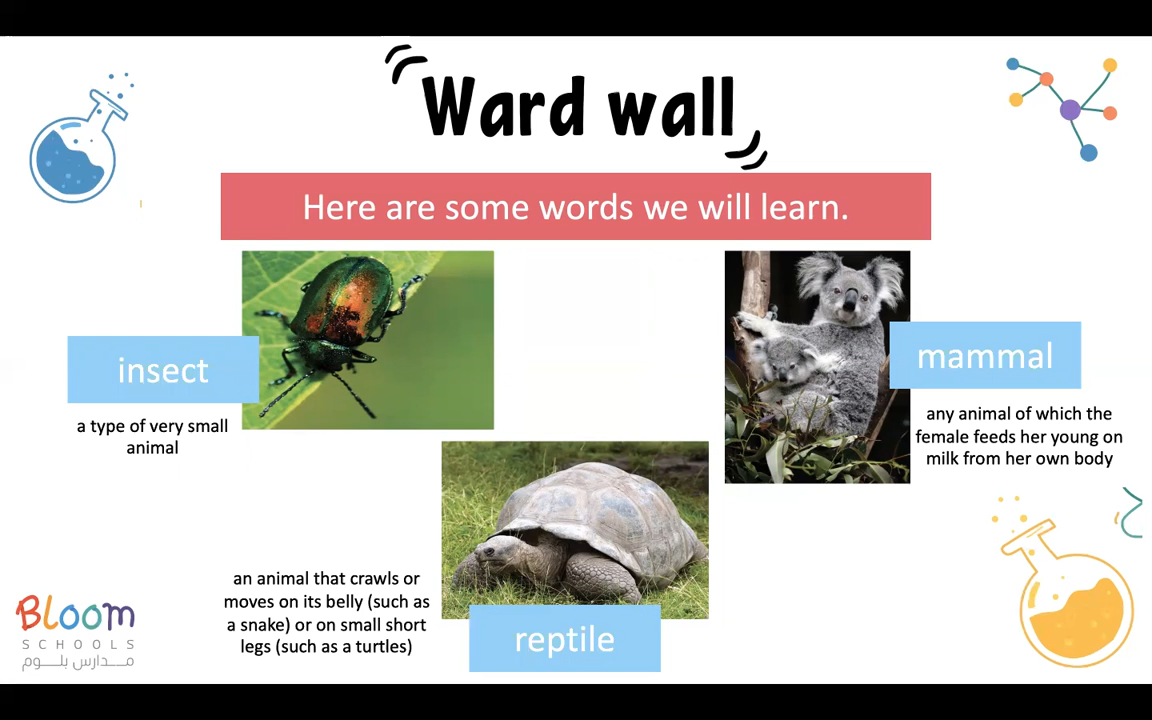 Ward wall
Here are some words we will learn.
insect
a type of very small
animal
mammal
any animal of which the
female feeds her young on
milk from her own body
an animal that crawls or
moves on its belly (such as
a snake) or on small short
legs (such as a turtles)
reptile
Bloom
SCHOOLS
مدارس بلوم